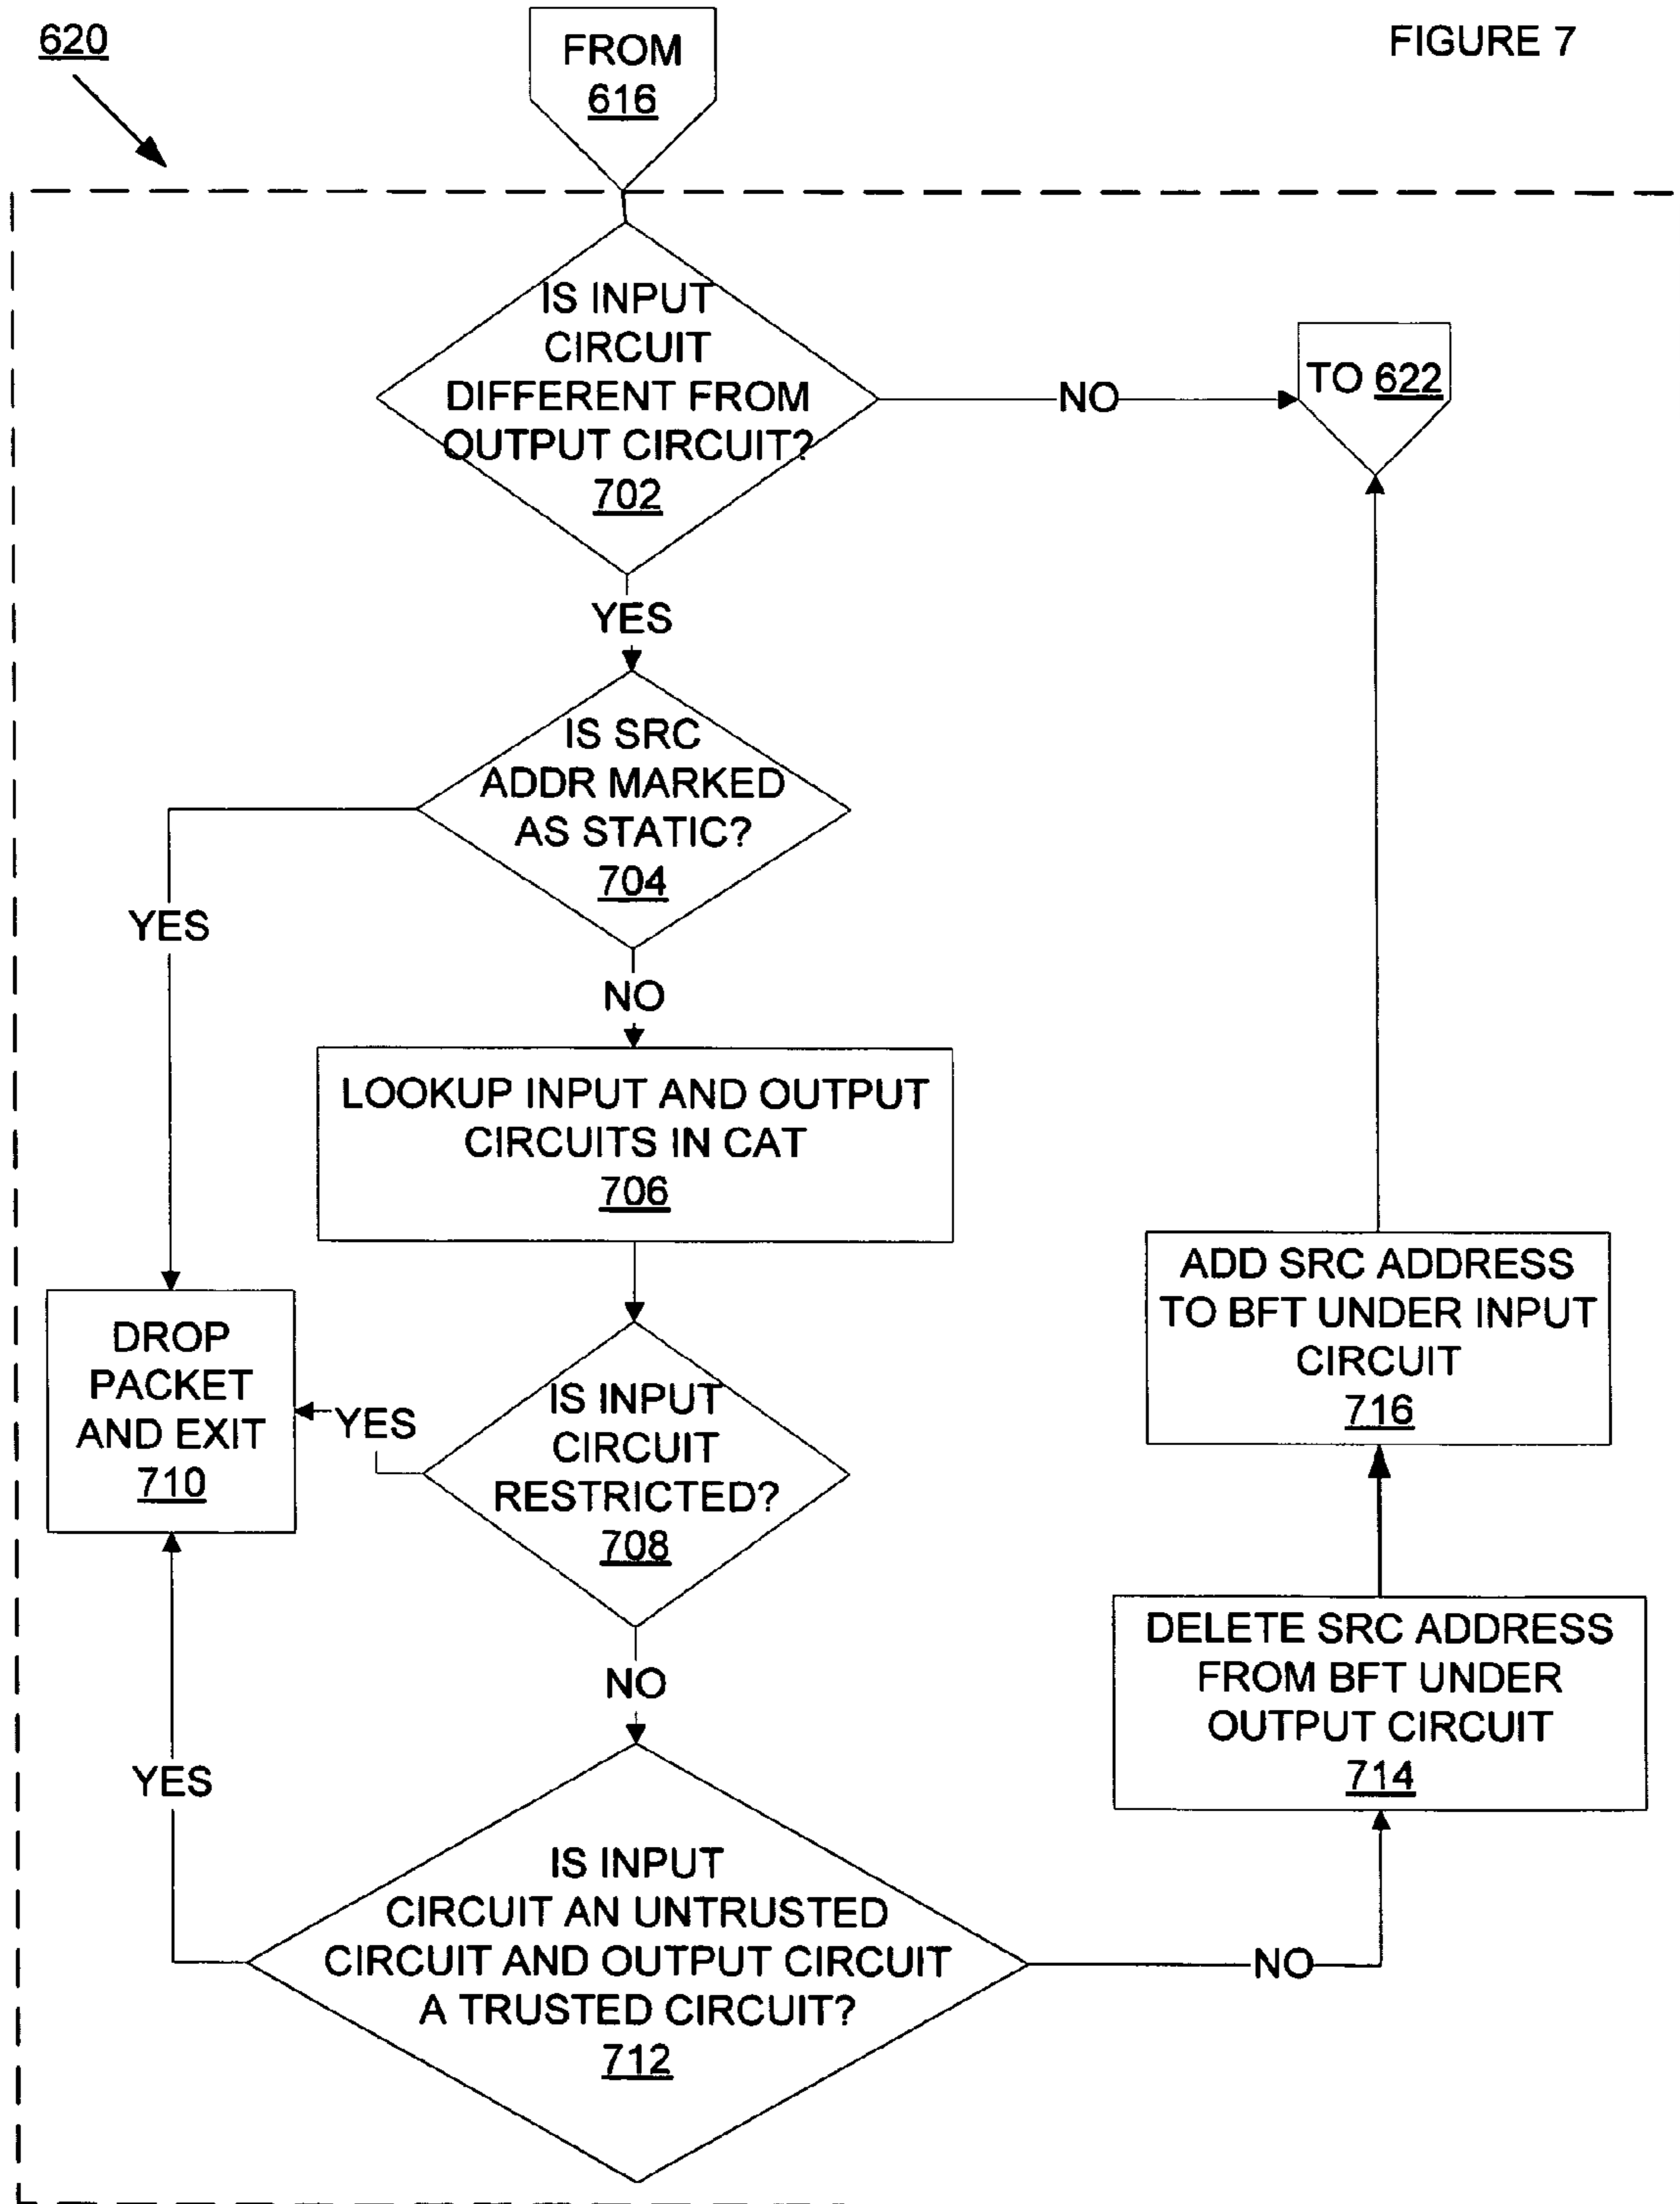 620
FROM
616
FIGURE 7
IS INPUT
CIRCUIT
DIFFERENT FROM
OUTPUT CIRCUIT?
702
NO
TO 622
YES
IS SRC
ADDR MARKED
AS STATIC?
704
YES
NO
LOOKUP INPUT AND OUTPUT
CIRCUITS IN CAT
706
DROP
PACKET
AND EXIT
710
YES
IS INPUT
CIRCUIT
RESTRICTED?
708
ADD SRC ADDRESS
TO BFT UNDER INPUT
CIRCUIT
716
NO
DELETE SRC ADDRESS
FROM BFT UNDER
OUTPUT CIRCUIT
714
YES
IS INPUT
CIRCUIT AN UNTRUSTED
CIRCUIT AND OUTPUT CIRCUIT
A TRUSTED CIRCUIT?
712
NO